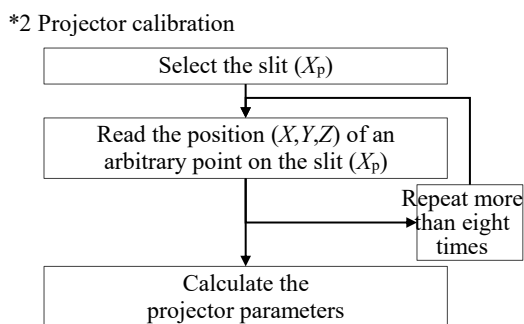 *2 Projector calibration
Select the slit (Xp)
Read the position (X,Y,Z) of an
arbitrary point on the slit (Xp)
Repeat more
than eight
times
Calculate the
projector parameters